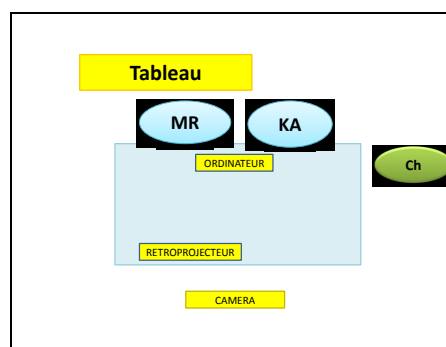 Tableau
MR
KA
ORDINATEUR
Ch
RETROPROJECTEUR
CAMERA